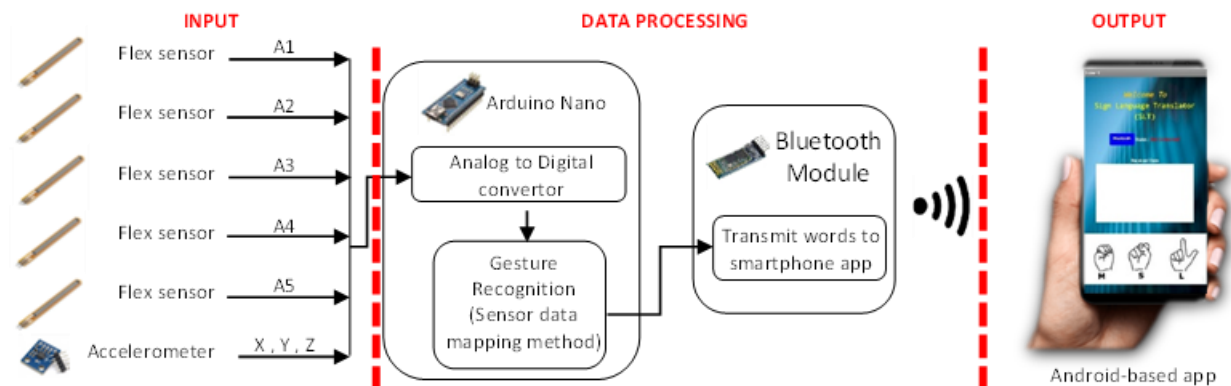 INPUT
DATA PROCESSING
OUTPUT
Flex sensor
A1
Flex sensor
A2
Flex sensor
A3
Flex sensor
A4
Flex sensor
A5
Accelerometer
X , Y , Z
Arduino Nano
Analog to Digital
convertor
Gesture
Recognition
(Sensor data
mapping method)
Bluetooth
Module
Transmit words to
smartphone app
Welcome To
Sign Language Translator
(SLT)
M S L
Android-based app